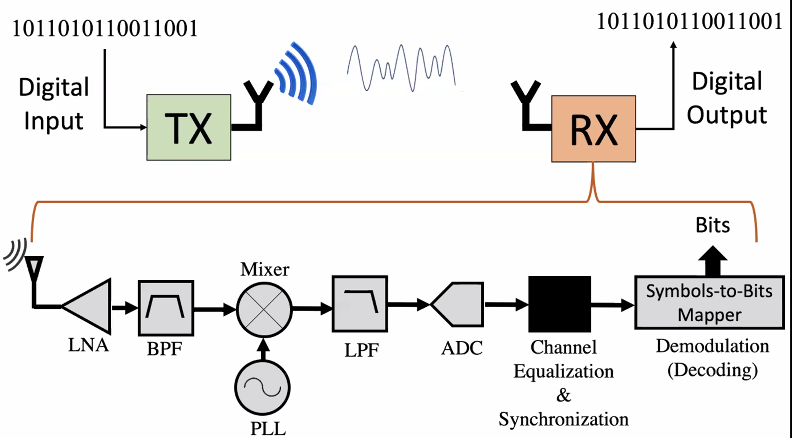 1011010110011001
Digital
Input
TX
RX
1011010110011001
Digital
Output
Bits
Mixer
LNA
BPF
PLL
LPF
ADC
Channel
Equalization
&
Synchronization
Symbols-to-Bits
Mapper
Demodulation
(Decoding)